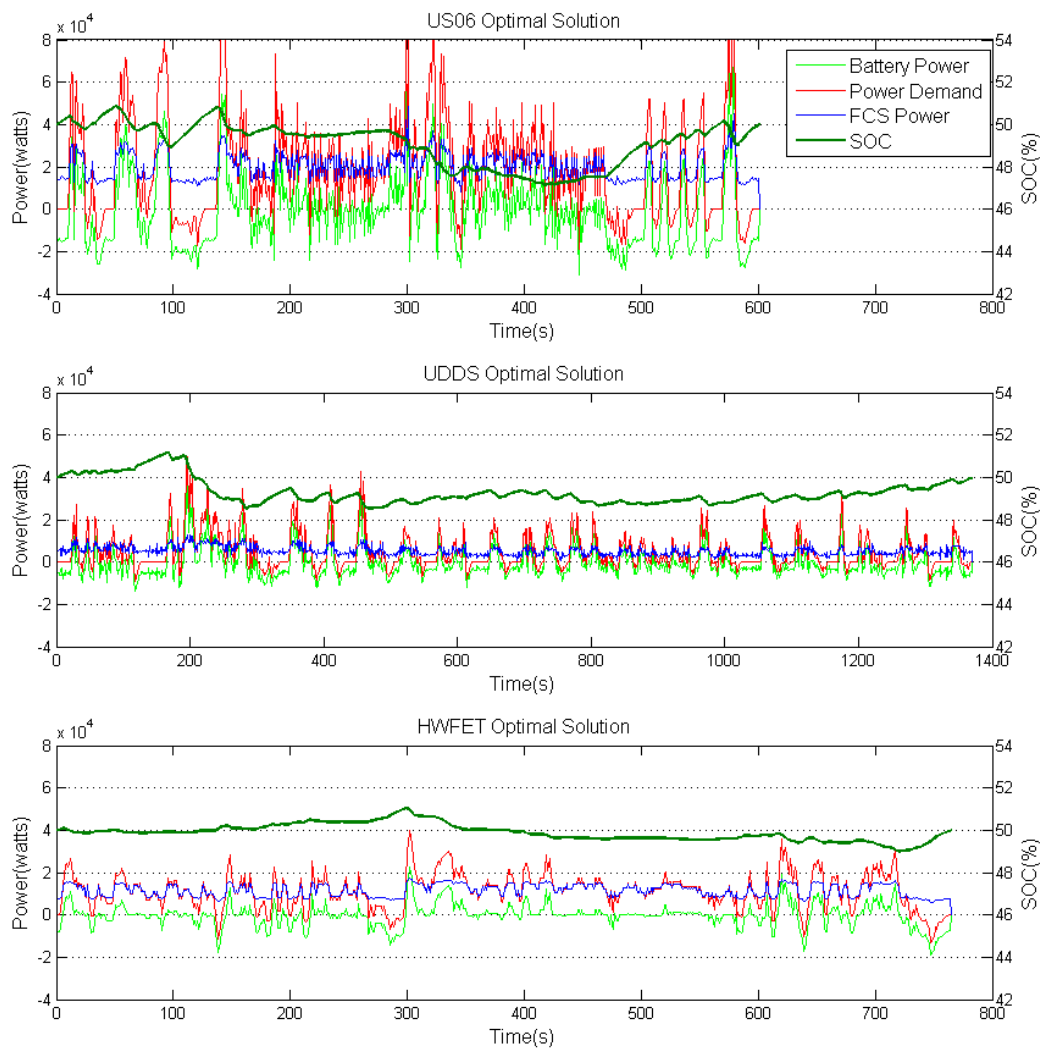 US06 Optimal Solution
x 10^4
8
6
4
2
0
-2
-4
Power(watts)
54
52
50
48
46
44
42
SOC(%)
Battery Power
Power Demand
FCS Power
SOC
0 100 200 300 400 500 600 700 800
Time(s)
UDDS Optimal Solution
x 10^4
8
6
4
2
0
-2
-4
Power(watts)
54
52
50
48
46
44
42
SOC(%)
0 200 400 600 800 1000 1200 1400
Time(s)
HWFET Optimal Solution
x 10^4
8
6
4
2
0
-2
-4
Power(watts)
54
52
50
48
46
44
42
SOC(%)
0 100 200 300 400 500 600 700 800
Time(s)